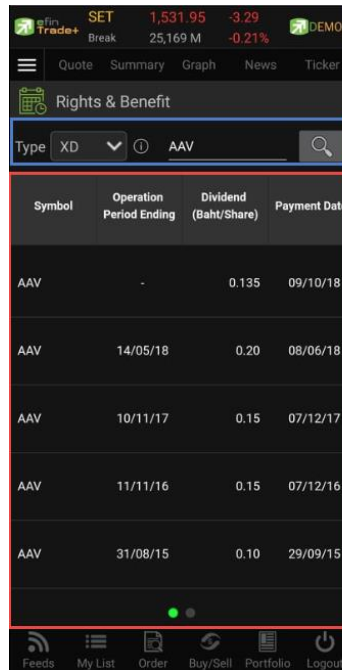 efin Trade+ SET 1,531.95 -3.29 DEMO
Break 25,169 M -0.21%
Quote Summary Graph News Ticker
Rights & Benefit
Type XD AAV
Symbol Operation Period Ending Dividend (Baht/Share) Payment Dat
AAV - 0.135 09/10/18
AAV 14/05/18 0.20 08/06/18
AAV 10/11/17 0.15 07/12/17
AAV 11/11/16 0.15 07/12/16
AAV 31/08/15 0.10 29/09/15
Feeds My List Order Buy/Sell Portfolio Logout